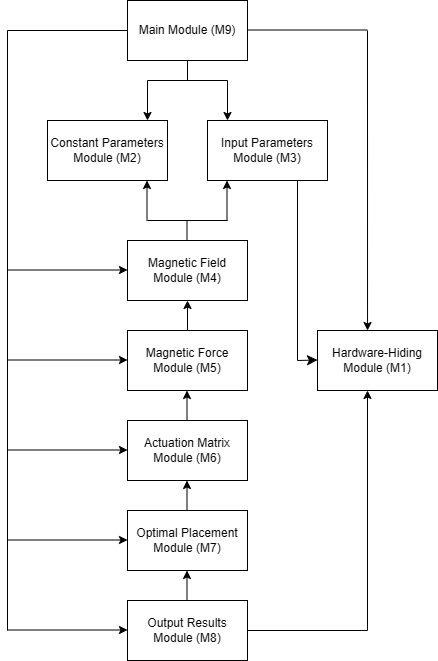 Main Module (M9)
Constant Parameters
Module (M2)
Input Parameters
Module (M3)
Magnetic Field
Module (M4)
Magnetic Force
Module (M5)
Hardware-Hiding
Module (M1)
Actuation Matrix
Module (M6)
Optimal Placement
Module (M7)
Output Results
Module (M8)